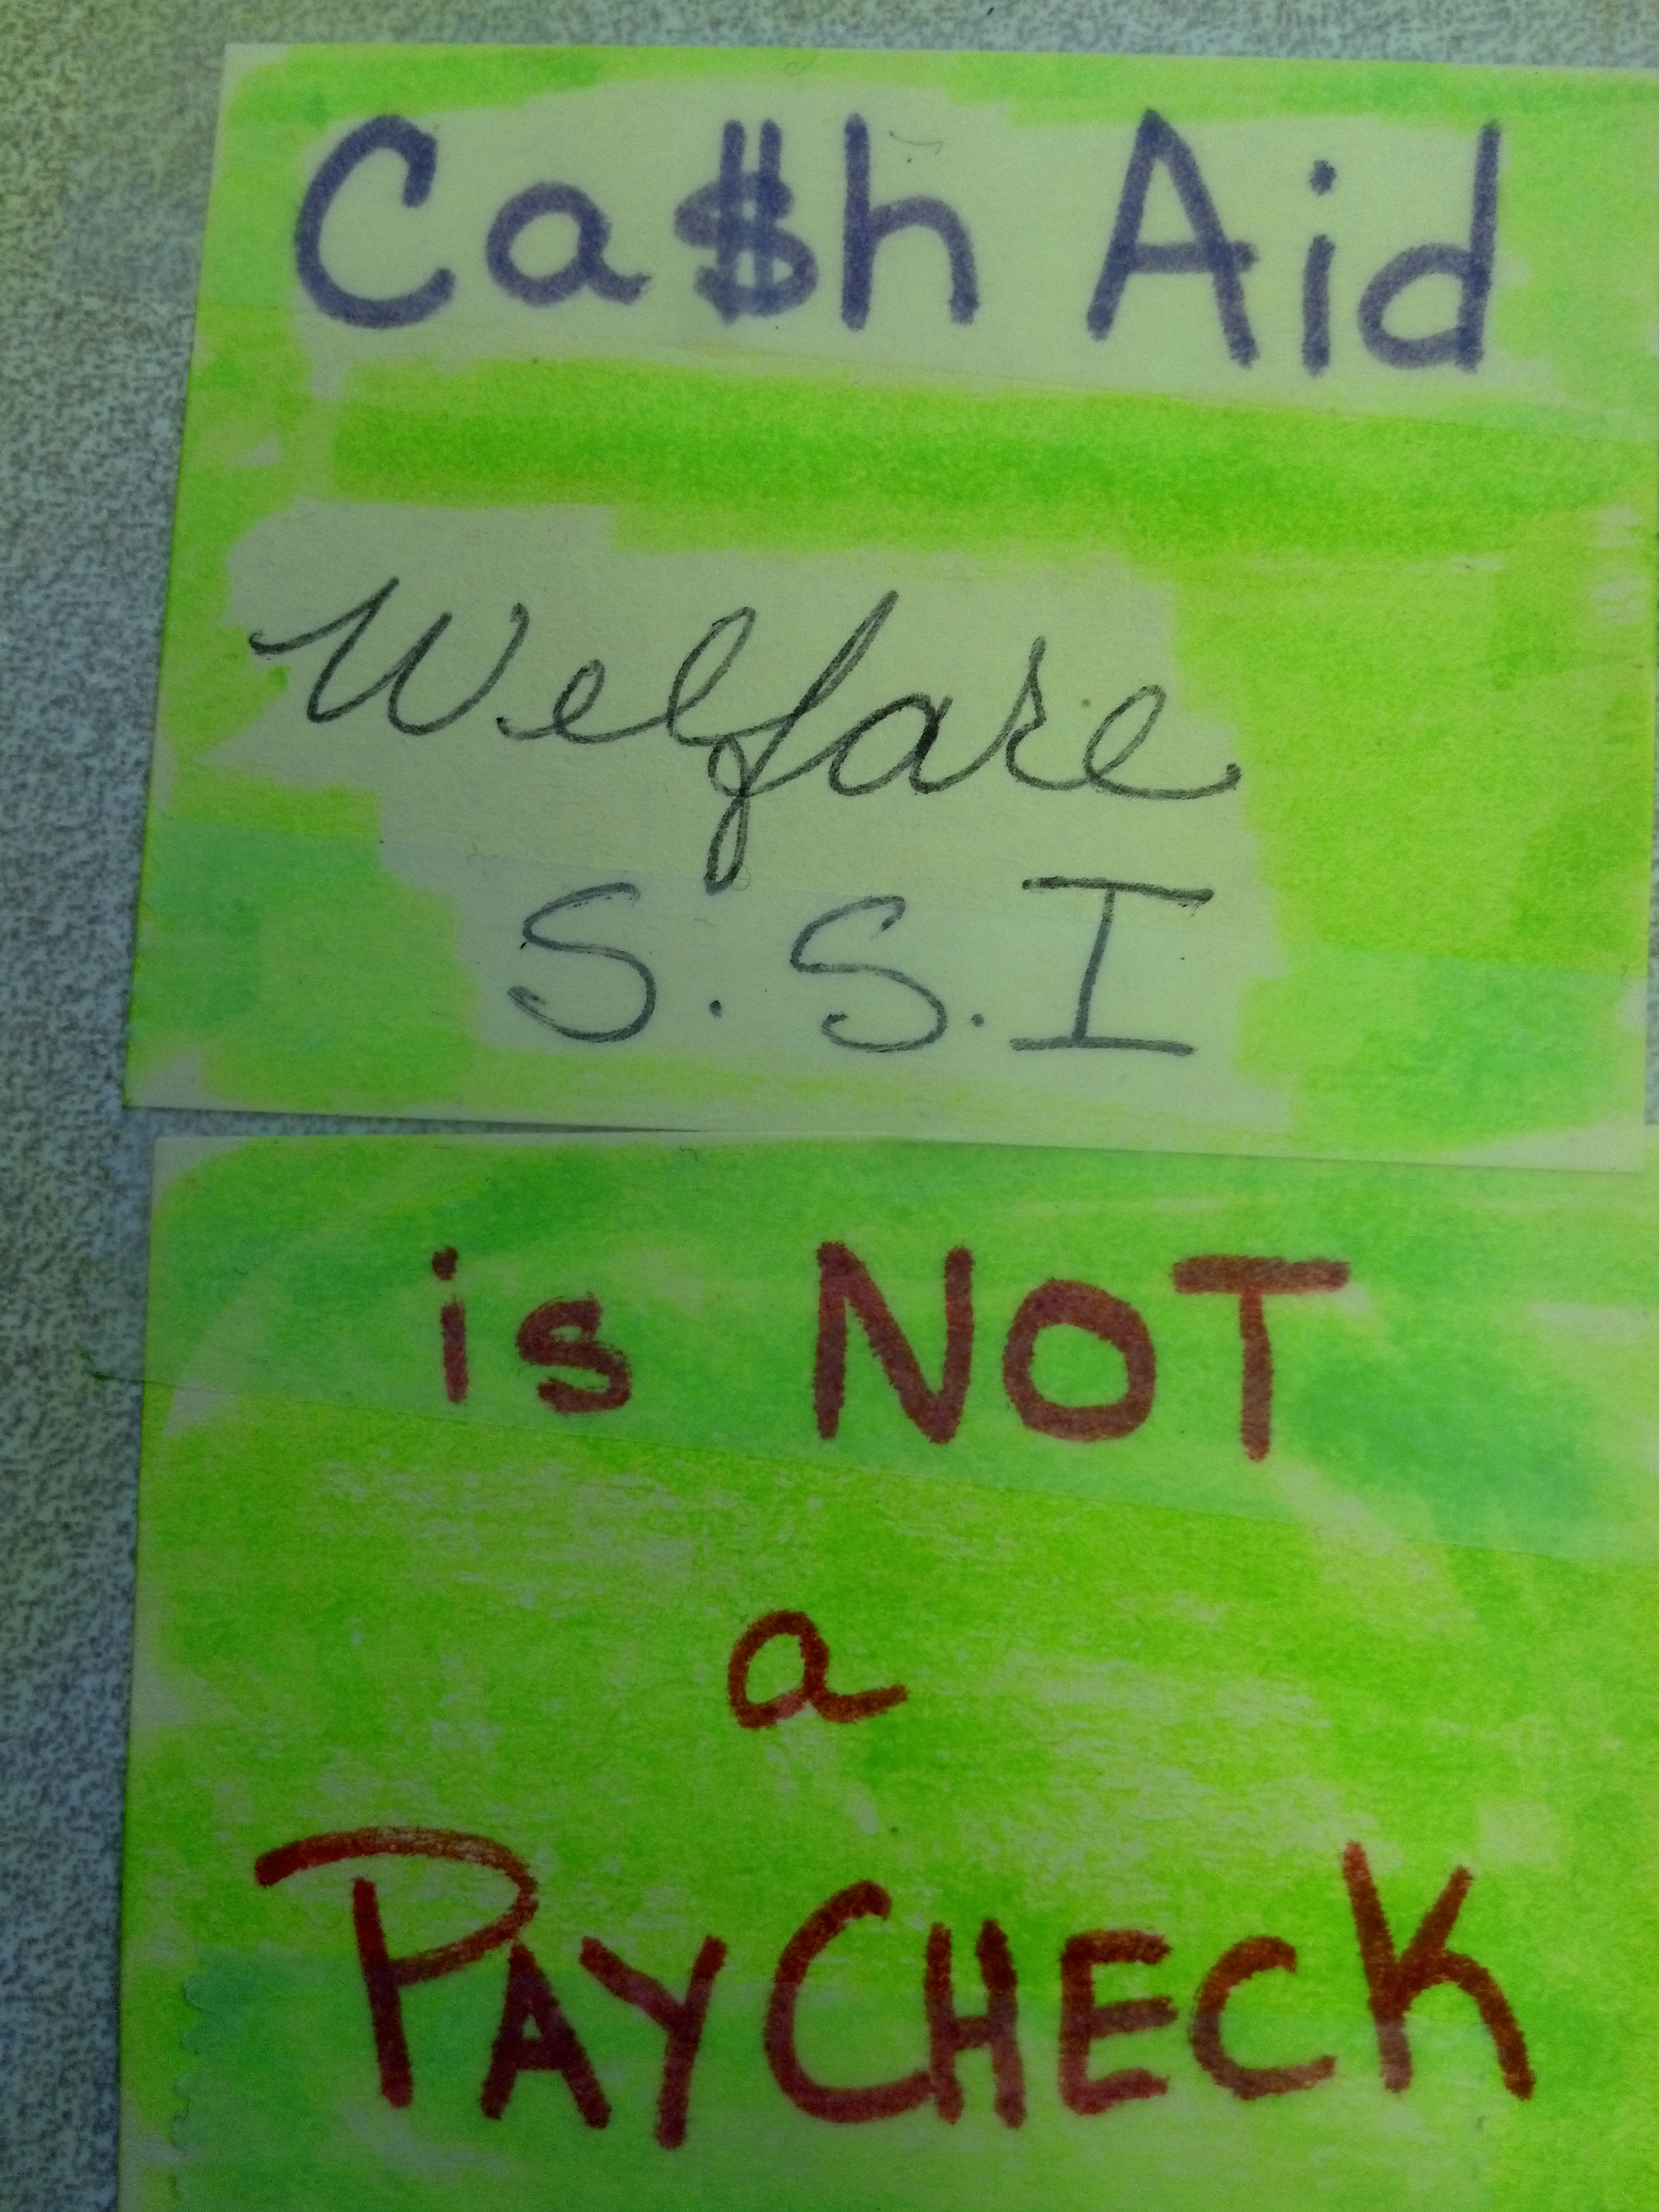 Ca$h Aid
Welfare
S.S.I
is NOT
a
PAYCHECK